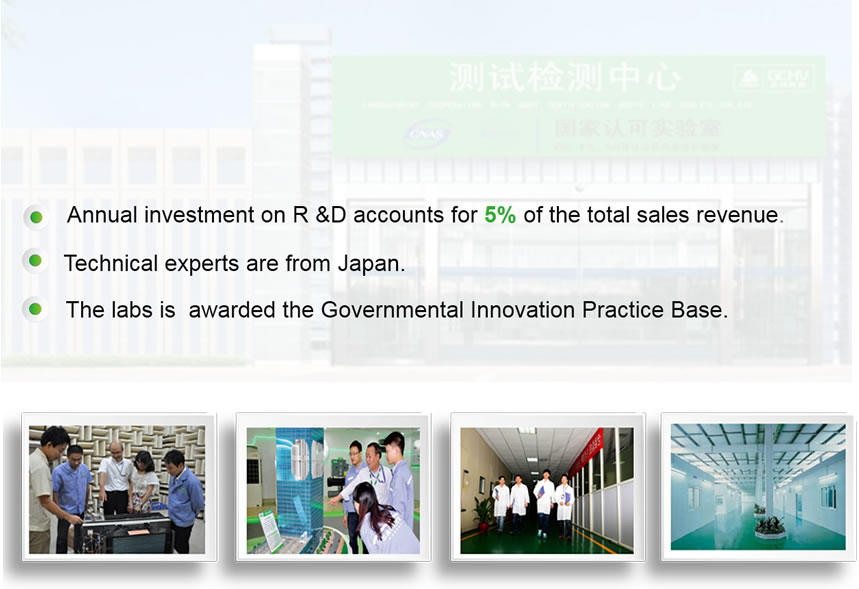 测试检测中心
GCHV
CNAS
国家认可实验室
Annual investment on R &D accounts for 5% of the total sales revenue.
Technical experts are from Japan.
The labs is  awarded the Governmental Innovation Practice Base.